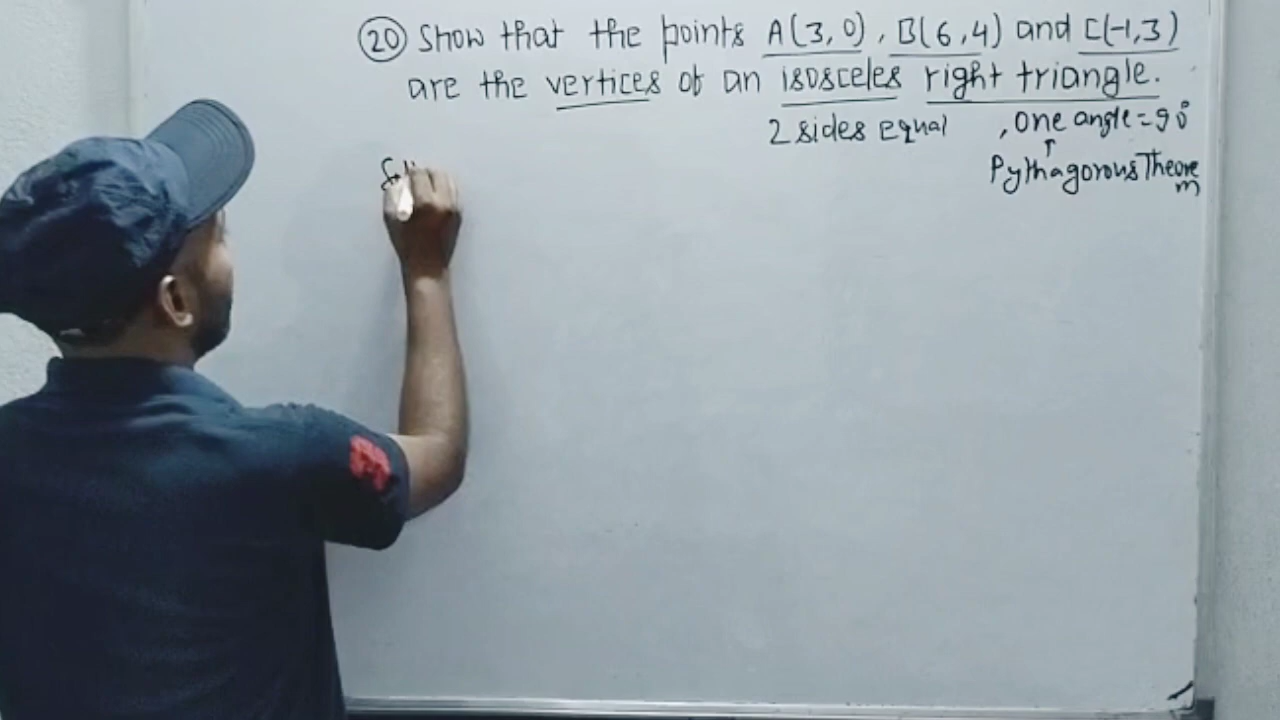 20 Show that the points A(3,0), B(6,4) and C(-1,3)
are the vertices of an isosceles right triangle.
2 sides equal , one angle = 90°
Pythagorous Theorem